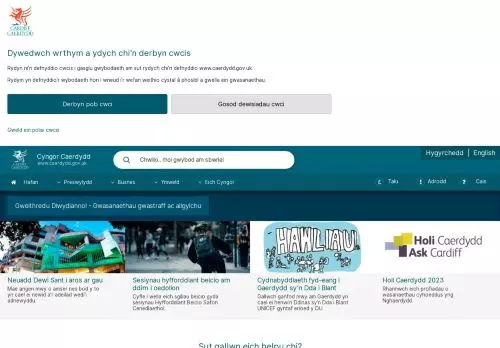 CARDIFF
CAERDYDD
Dywedwch wrthym a ydych chi'n derbyn cwcis
Rydyn ni'n defnyddio cwcis i gasglu gwybodaeth am sut rydych chi'n defnyddio www.caerdydd.gov.uk.
Rydym yn defnyddio'r wybodaeth hon i wneud i'r wefan weithio cystal â phosibl a gwella ein gwasanaethau.
Derbyn pob cwci
Gosod dewisiadau cwci
Gweld ein polisi cwcis
Hygyrchedd | English
Cyngor Caerdydd
www.caerdydd.gov.uk
Chwilio, rhoi gwybod am sbwriel
Hafan
Preswylydd
Busnes
Ymweld
Eich Cyngor
£ Talu
! Adrodd
? Cais
Gweithredu Diwydiannol - Gwasanaethau gwastraff ac ailgylchu
HAWLIAU
Holi Caerdydd
Ask Cardiff
Neuadd Dewi Sant i aros ar gau
Mae angen mwy o amser nes bod y to yn cael ei newid a'r adeilad wedi'i adnewyddu.
Sesiynau hyfforddiant beicio am ddim i oedolion
Cyfle i wella eich sgiliau beicio gyda sesiynau Hyfforddiant Beicio Safon Cenedlaethol.
Cydnabyddiaeth fyd-eang i Gaerdydd sy'n Dda i Blant
Gallwch ganfod mwy am Gaerdydd yn cael ei henwi'n Ddinas sy'n Dda i Blant UNICEF gyntaf erioed y DU.
Holi Caerdydd 2023
Rhannwch eich profiadau o wasanaethau cyhoeddus yng Nghaerdydd.
Sut gallwn eich helpu chi?